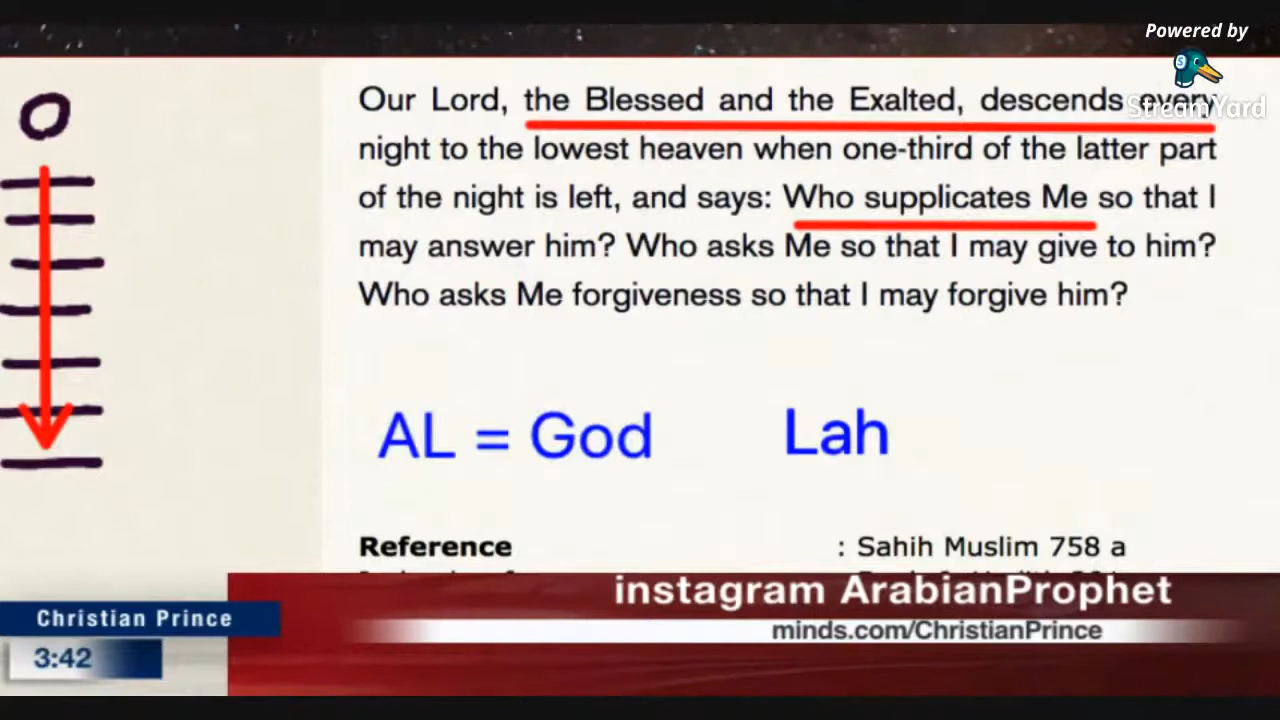 Powered by
StreamYard
Our Lord, the Blessed and the Exalted, descends every
night to the lowest heaven when one-third of the latter part
of the night is left, and says: Who supplicates Me so that I
may answer him? Who asks Me so that I may give to him?
Who asks Me forgiveness so that I may forgive him?
AL = God Lah
Reference : Sahih Muslim 758 a
instagram ArabianProphet
Christian Prince
minds.com/ChristianPrince
3:42